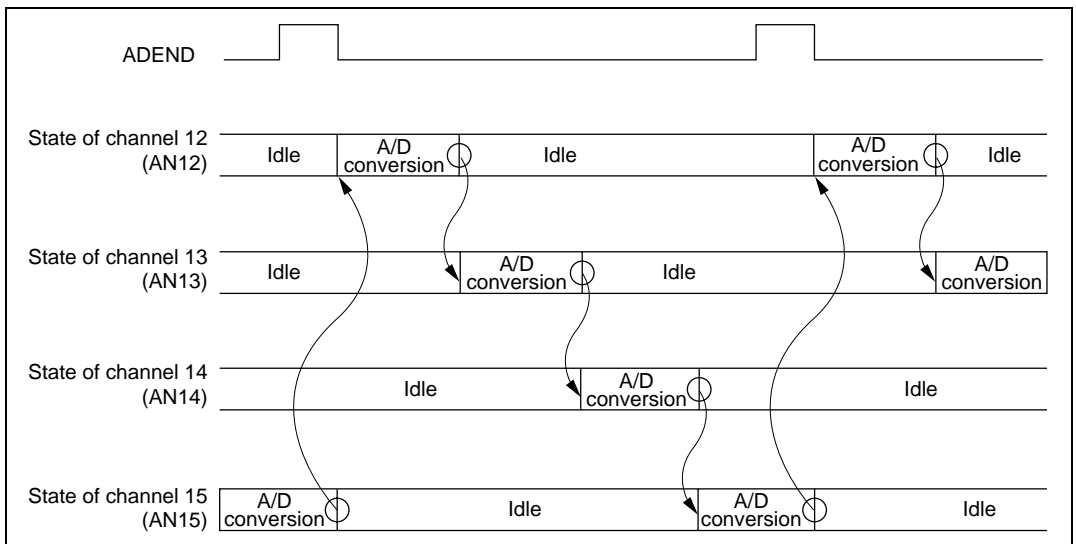 ADEND
State of channel 12
(AN12)
Idle
A/D
conversion
Idle
A/D
conversion
Idle
State of channel 13
(AN13)
Idle
A/D
conversion
Idle
A/D
conversion
State of channel 14
(AN14)
Idle
A/D
conversion
Idle
State of channel 15
(AN15)
A/D
conversion
Idle
A/D
conversion
Idle